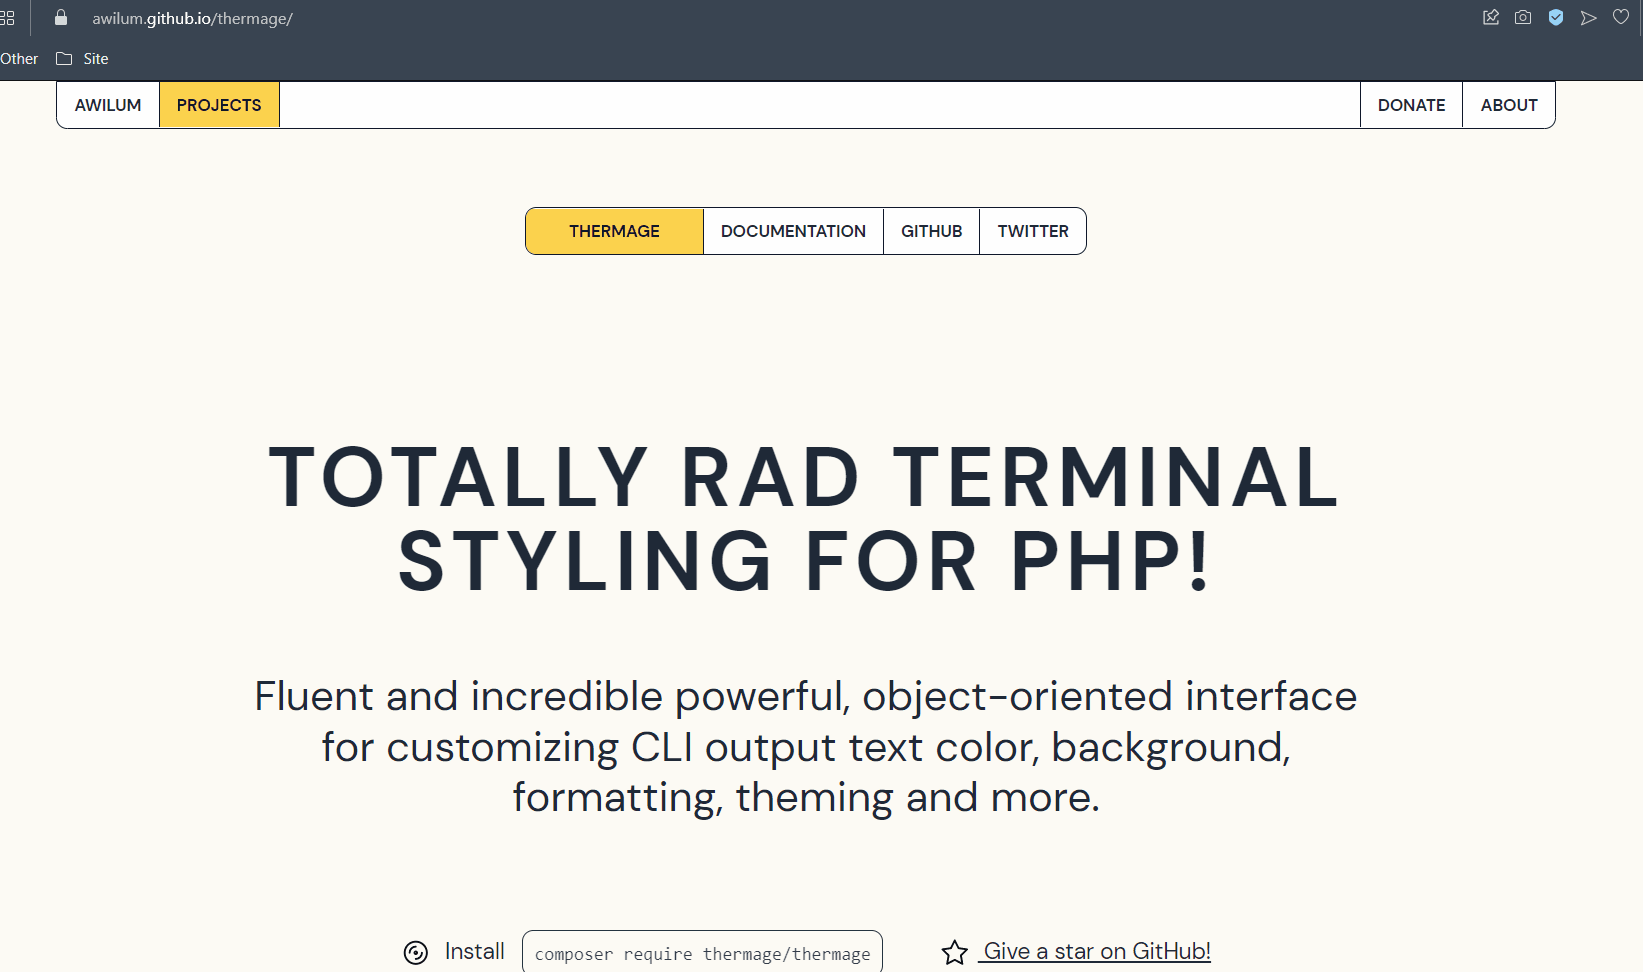 awilum.github.io/thermage/
Other Site
AWILUM PROJECTS DONATE ABOUT
THERMAGE DOCUMENTATION GITHUB TWITTER
TOTALLY RAD TERMINAL
STYLING FOR PHP!
Fluent and incredible powerful, object-oriented interface
for customizing CLI output text color, background,
formatting, theming and more.
Install composer require thermage/thermage Give a star on GitHub!